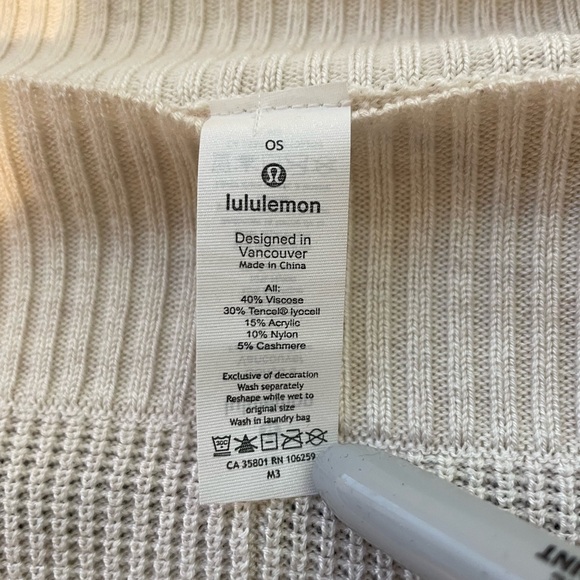 OS
lululemon
Designed in
Vancouver
Made in China
All:
40% Viscose
30% Tencel® lyocell
15% Acrylic
10% Nylon
5% Cashmere
Exclusive of decoration
Wash separately
Reshape while wet to
original size
Wash in laundry bag
CA 35801 RN 106259
M3